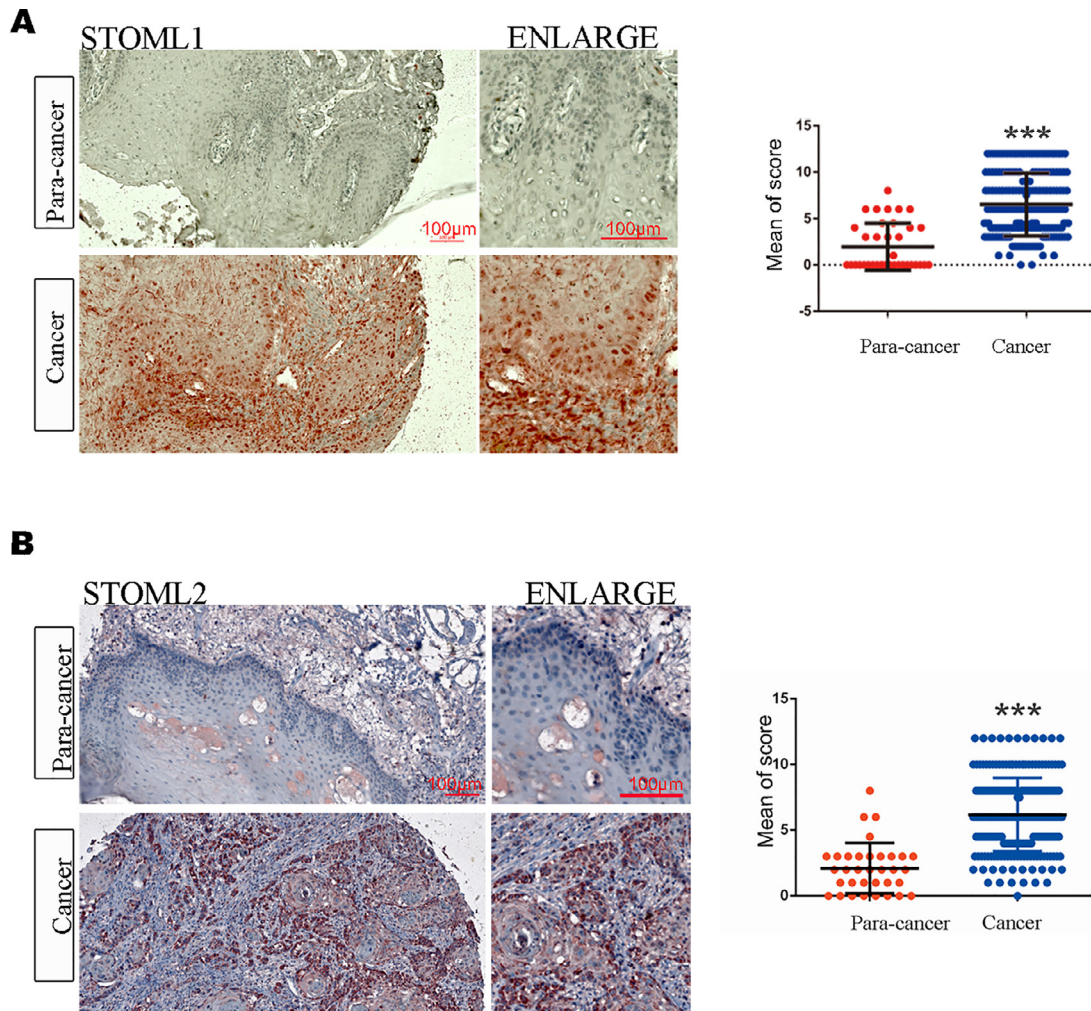 A
STOML1 ENLARGE
Para-cancer
100μm 100μm
Cancer
Mean of score
15
10
5
0
-5
***
Para-cancer Cancer
B
STOML2 ENLARGE
Para-cancer
100μm 100μm
Cancer
Mean of score
15
10
5
0
***
Para-cancer Cancer